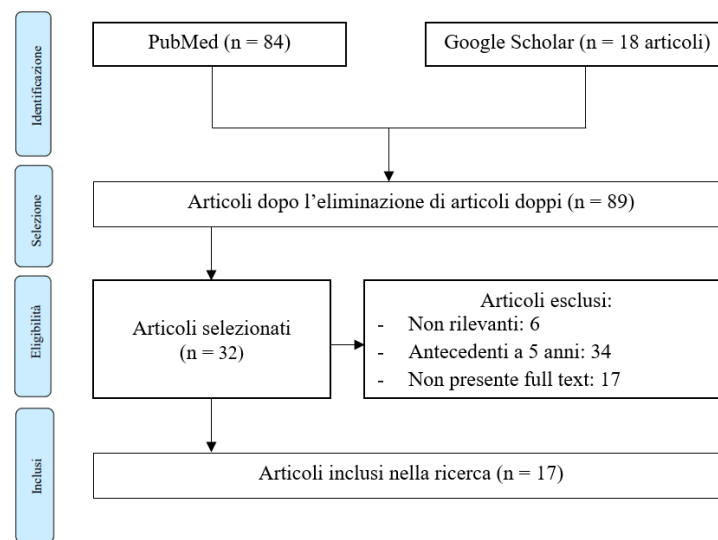 Identificazione
PubMed (n = 84)
Google Scholar (n = 18 articoli)
Selezione
Articoli dopo l’eliminazione di articoli doppi (n = 89)
Eligibilità
Articoli selezionati
(n = 32)
Articoli esclusi:
- Non rilevanti: 6
- Antecedenti a 5 anni: 34
- Non presente full text: 17
Inclusi
Articoli inclusi nella ricerca (n = 17)